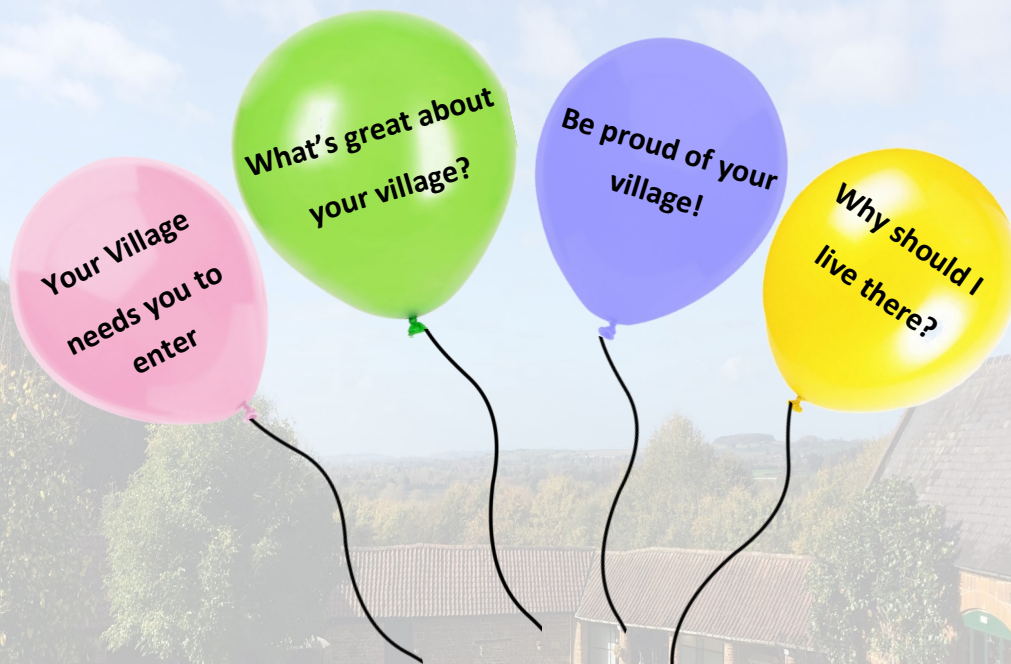 Your Village
needs you to
enter
What's great about
your village?
Be proud of your
village!
Why should I
live there?